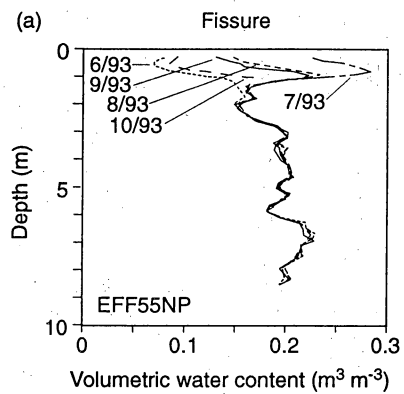 (a) Fissure
0
6/93
9/93
8/93
10/93
7/93
5
Depth (m)
EFF55NP
10
0 0.1 0.2 0.3
Volumetric water content (m³ m⁻³)